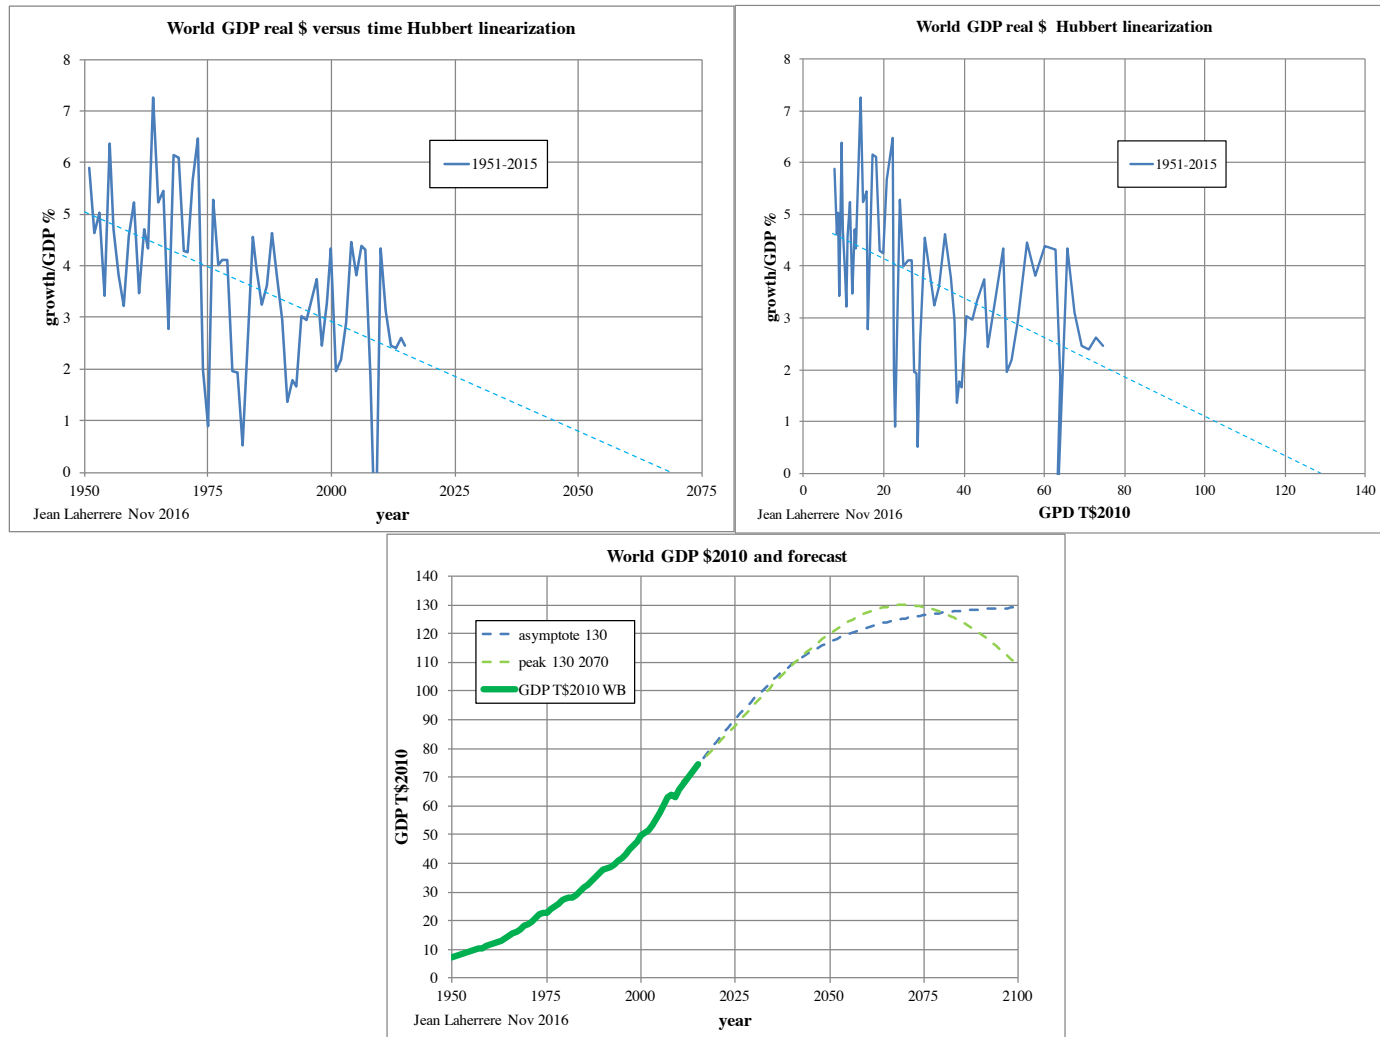 World GDP real $ versus time Hubbert linearization
8
7
6
5
4
3
2
1
0
growth/GDP %
1951-2015
1950 1975 2000 2025 2050 2075
year
Jean Laherrere Nov 2016
World GDP real $ Hubbert linearization
8
7
6
5
4
3
2
1
0
growth/GDP %
1951-2015
0 20 40 60 80 100 120 140
GPD T$2010
Jean Laherrere Nov 2016
World GDP $2010 and forecast
140
130
120
110
100
90
80
70
60
50
40
30
20
10
0
GDP T$2010
asymptote 130
peak 130 2070
GDP T$2010 WB
1950 1975 2000 2025 2050 2075 2100
year
Jean Laherrere Nov 2016